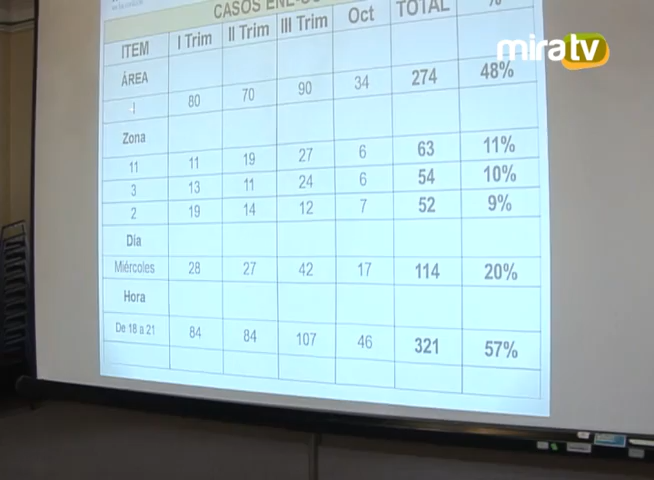 miratv
CASOS ENE-
ITEM I Trim II Trim III Trim Oct TOTAL %
ÁREA
I 80 70 90 34 274 48%
Zona
11 11 19 27 6 63 11%
3 13 11 24 6 54 10%
2 19 14 12 7 52 9%
Día
Miércoles 28 27 42 17 114 20%
Hora
De 18 a 21 84 84 107 46 321 57%